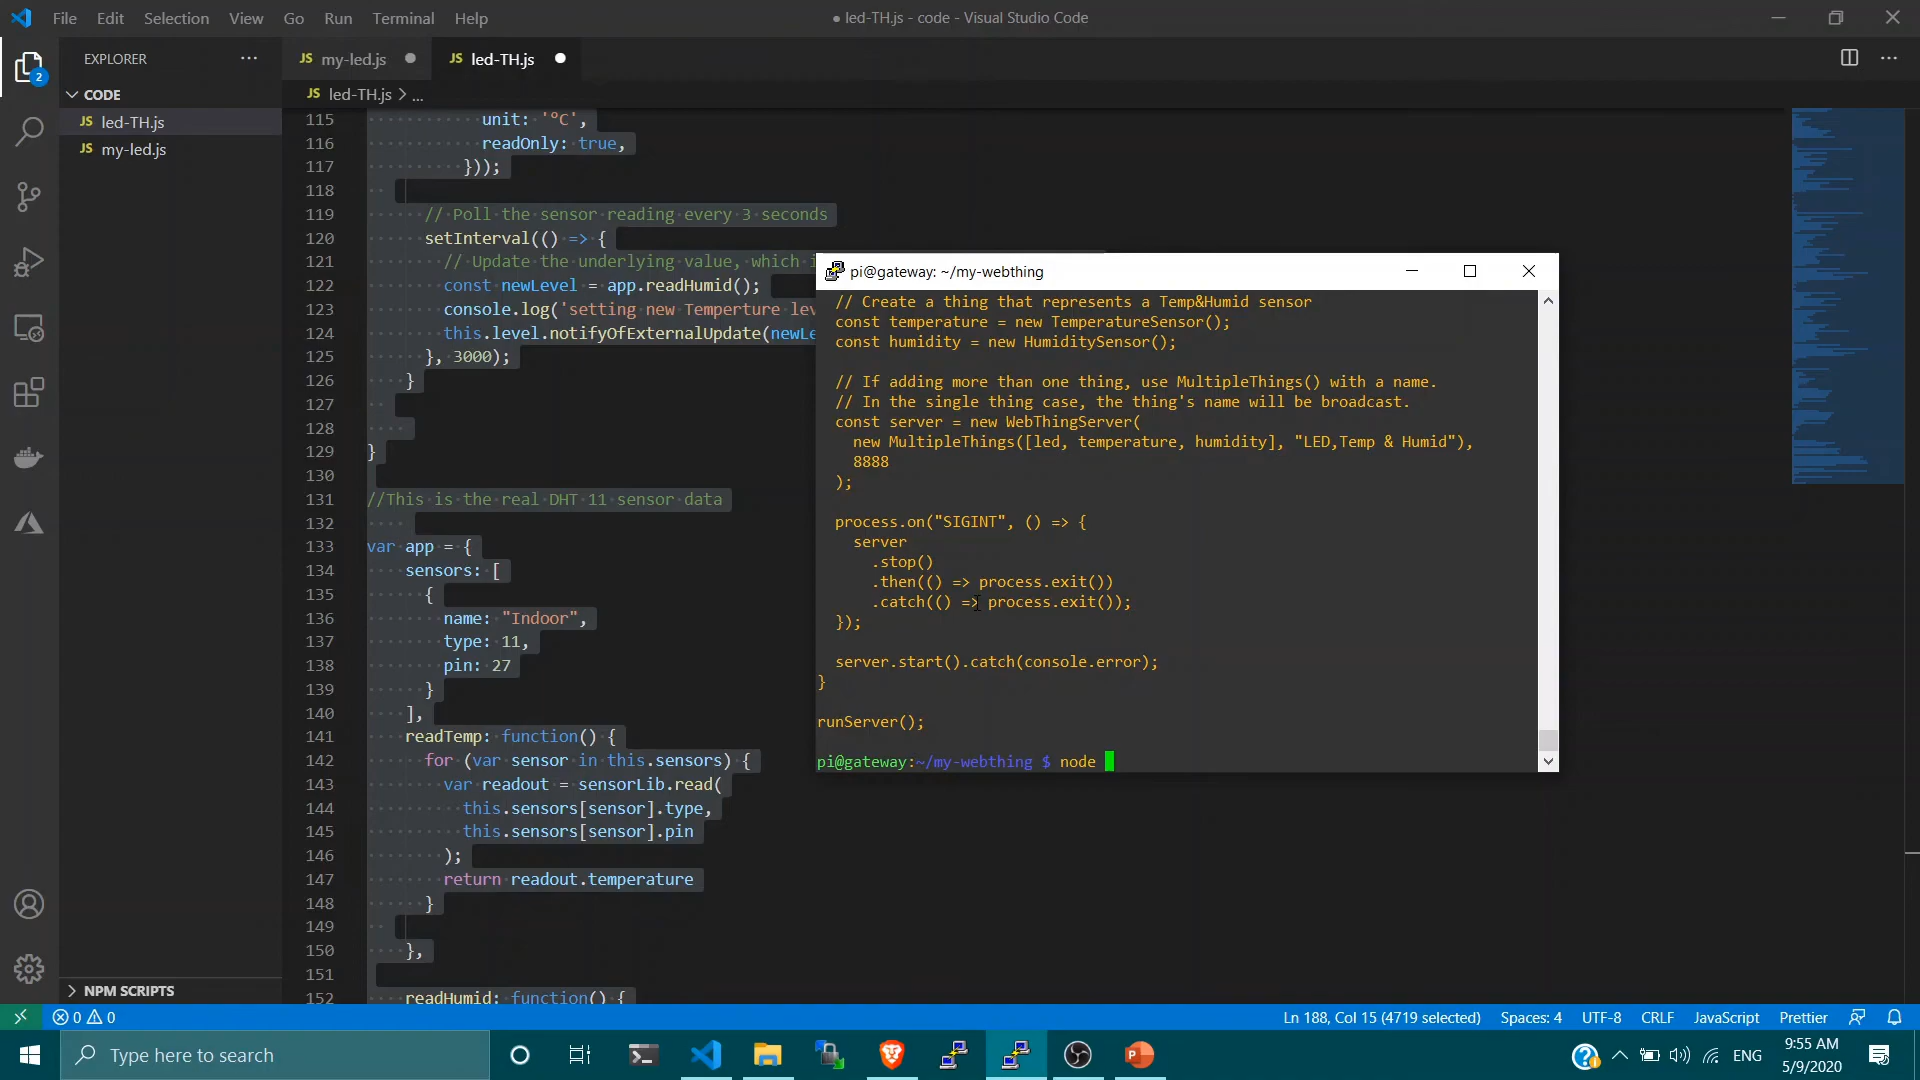 File Edit Selection View Go Run Terminal Help
● led-TH.js - code - Visual Studio Code
EXPLORER
2
JS my-led.js
JS led-TH.js
CODE
JS led-TH.js > ...
JS led-TH.js
JS my-led.js
115 unit: 'ºC',
116 readOnly: true,
117 }));
118
119 // Poll the sensor reading every 3 seconds
120 setInterval(() => {
121 // Update the underlying value, which
122 const newLevel = app.readHumid();
123 console.log('setting new Temperture
124 this.level.notifyOfExternalUpdate(newLe
125 }, 3000);
126 }
127
128
129 }
130
131 //This is the real DHT 11 sensor data
132
133 var app = {
134 sensors: [
135 {
136 name: "Indoor",
137 type: 11,
138 pin: 27
139 }
140 ],
141 readTemp: function() {
142 for (var sensor in this.sensors) {
143 var readout = sensorLib.read(
144 this.sensors[sensor].type,
145 this.sensors[sensor].pin
146 );
147 return readout.temperature
148 }
149
150 },
151
152 readHumid: function() {
pi@gateway: ~/my-webthing
// Create a thing that represents a Temp&Humid sensor
const temperature = new TemperatureSensor();
const humidity = new HumiditySensor();
// If adding more than one thing, use MultipleThings() with a name.
// In the single thing case, the thing's name will be broadcast.
const server = new WebThingServer(
new MultipleThings([led, temperature, humidity], "LED,Temp & Humid"),
8888
);
process.on("SIGINT", () => {
server
.stop()
.then(() => process.exit())
.catch(() => process.exit());
});
server.start().catch(console.error);
}
runServer();
pi@gateway:~/my-webthing $ node
NPM SCRIPTS
0 0
Ln 188, Col 15 (4719 selected) Spaces: 4 UTF-8 CRLF JavaScript Prettier
Type here to search
ENG
9:55 AM
5/9/2020